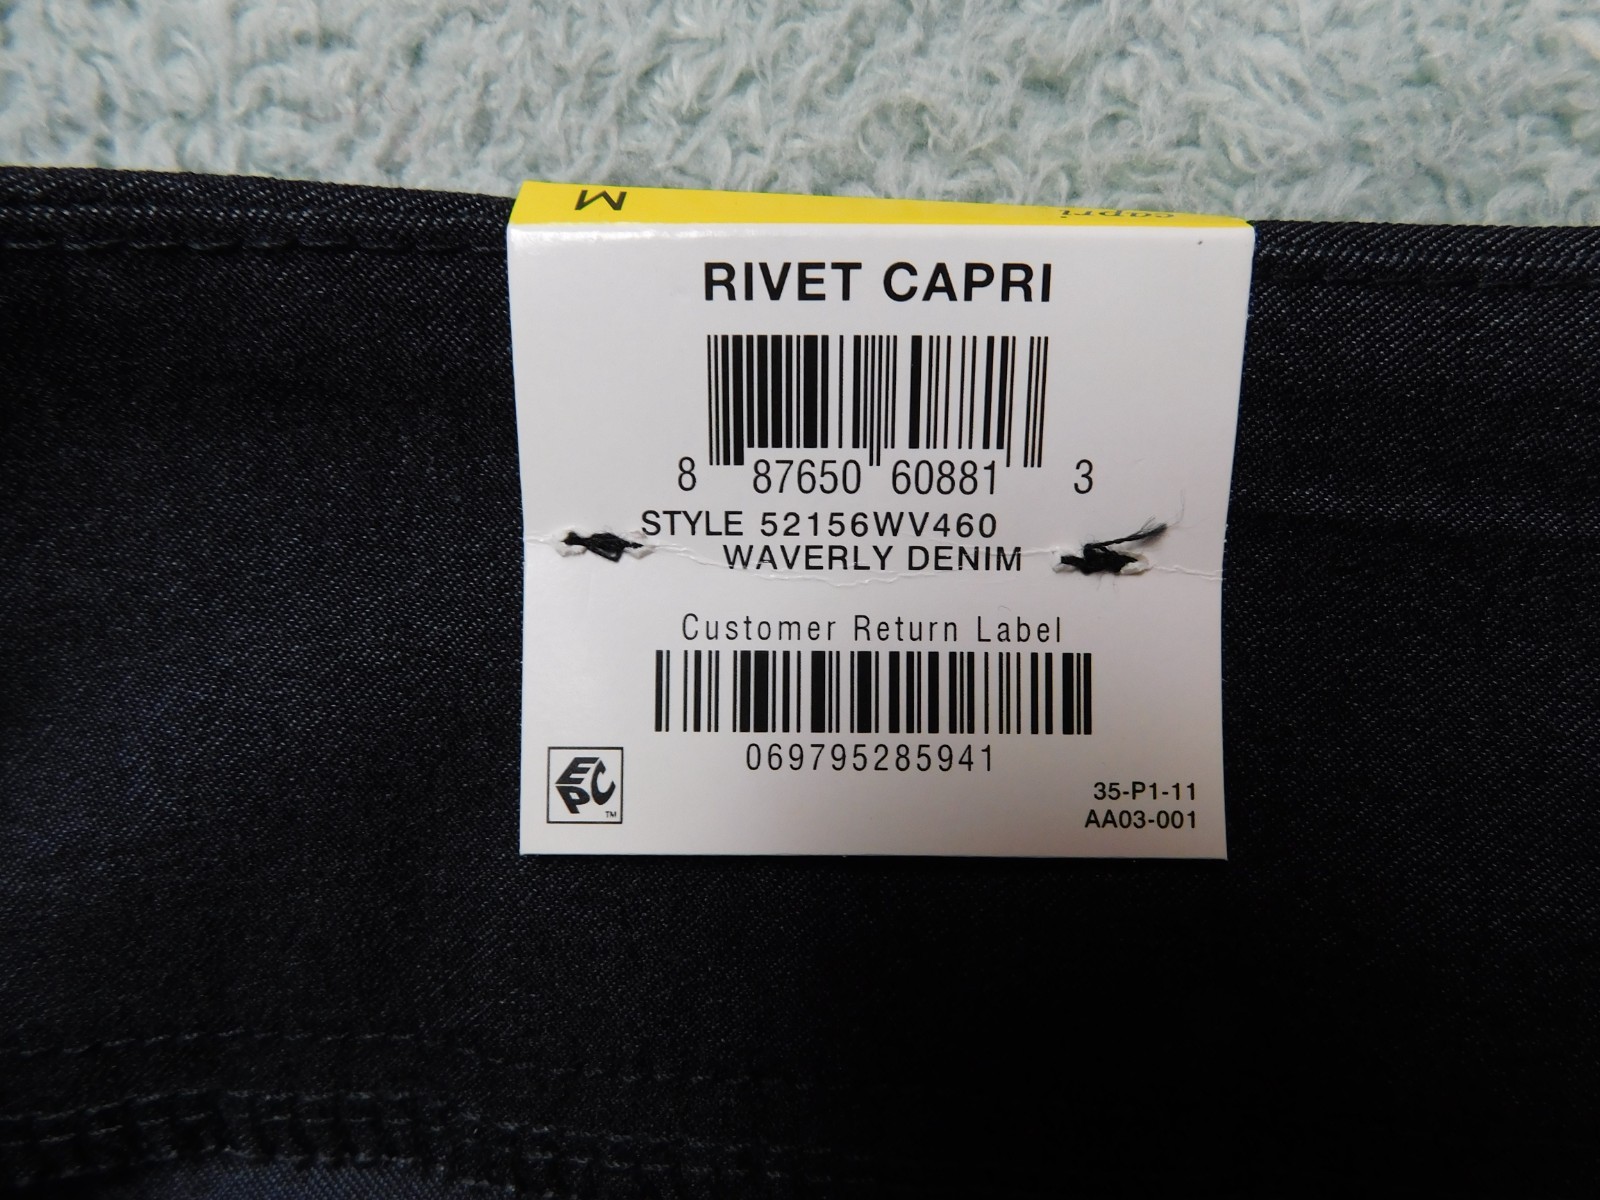 M capri
RIVET CAPRI
8 87650 60881 3
STYLE 52156WV460
WAVERLY DENIM
Customer Return Label
069795285941
EPC TM
35-P1-11
AA03-001